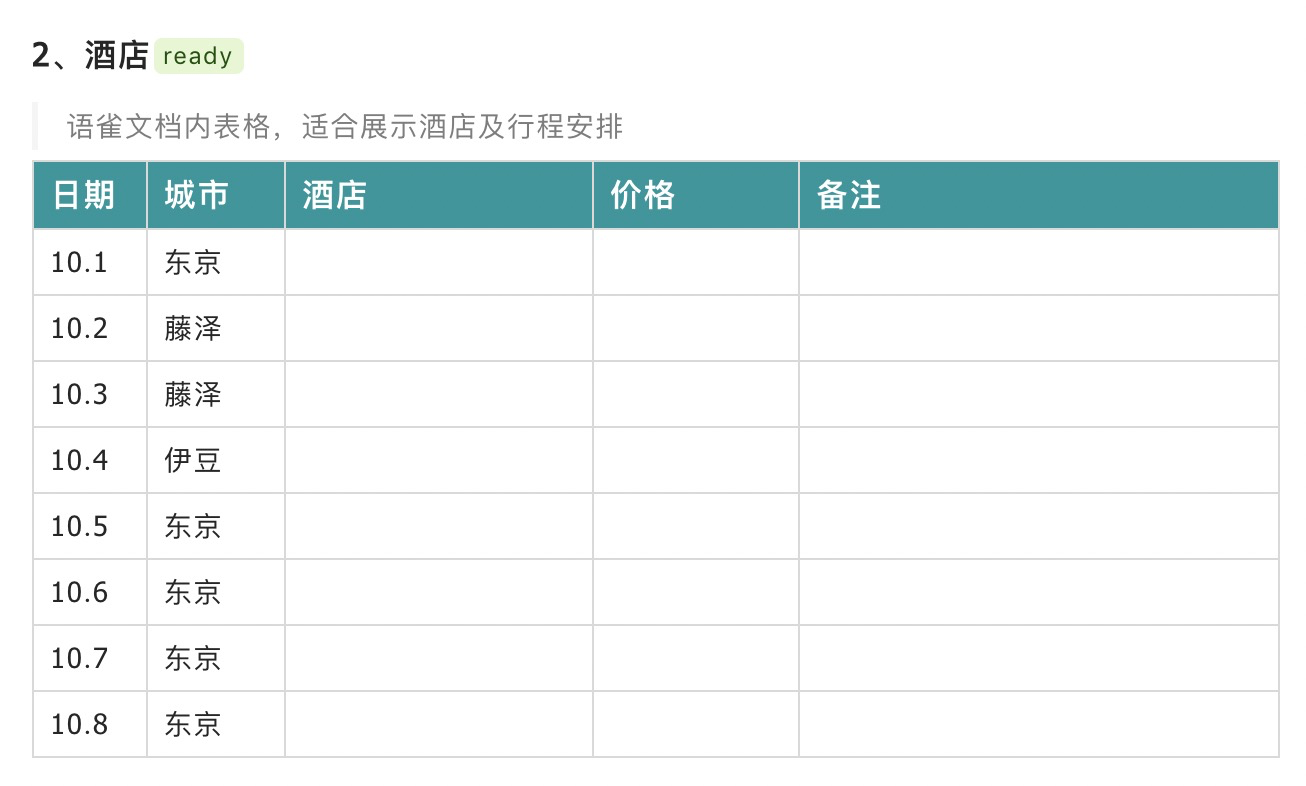 2、酒店 ready
语雀文档内表格，适合展示酒店及行程安排
日期 城市 酒店 价格 备注
10.1 东京
10.2 藤泽
10.3 藤泽
10.4 伊豆
10.5 东京
10.6 东京
10.7 东京
10.8 东京